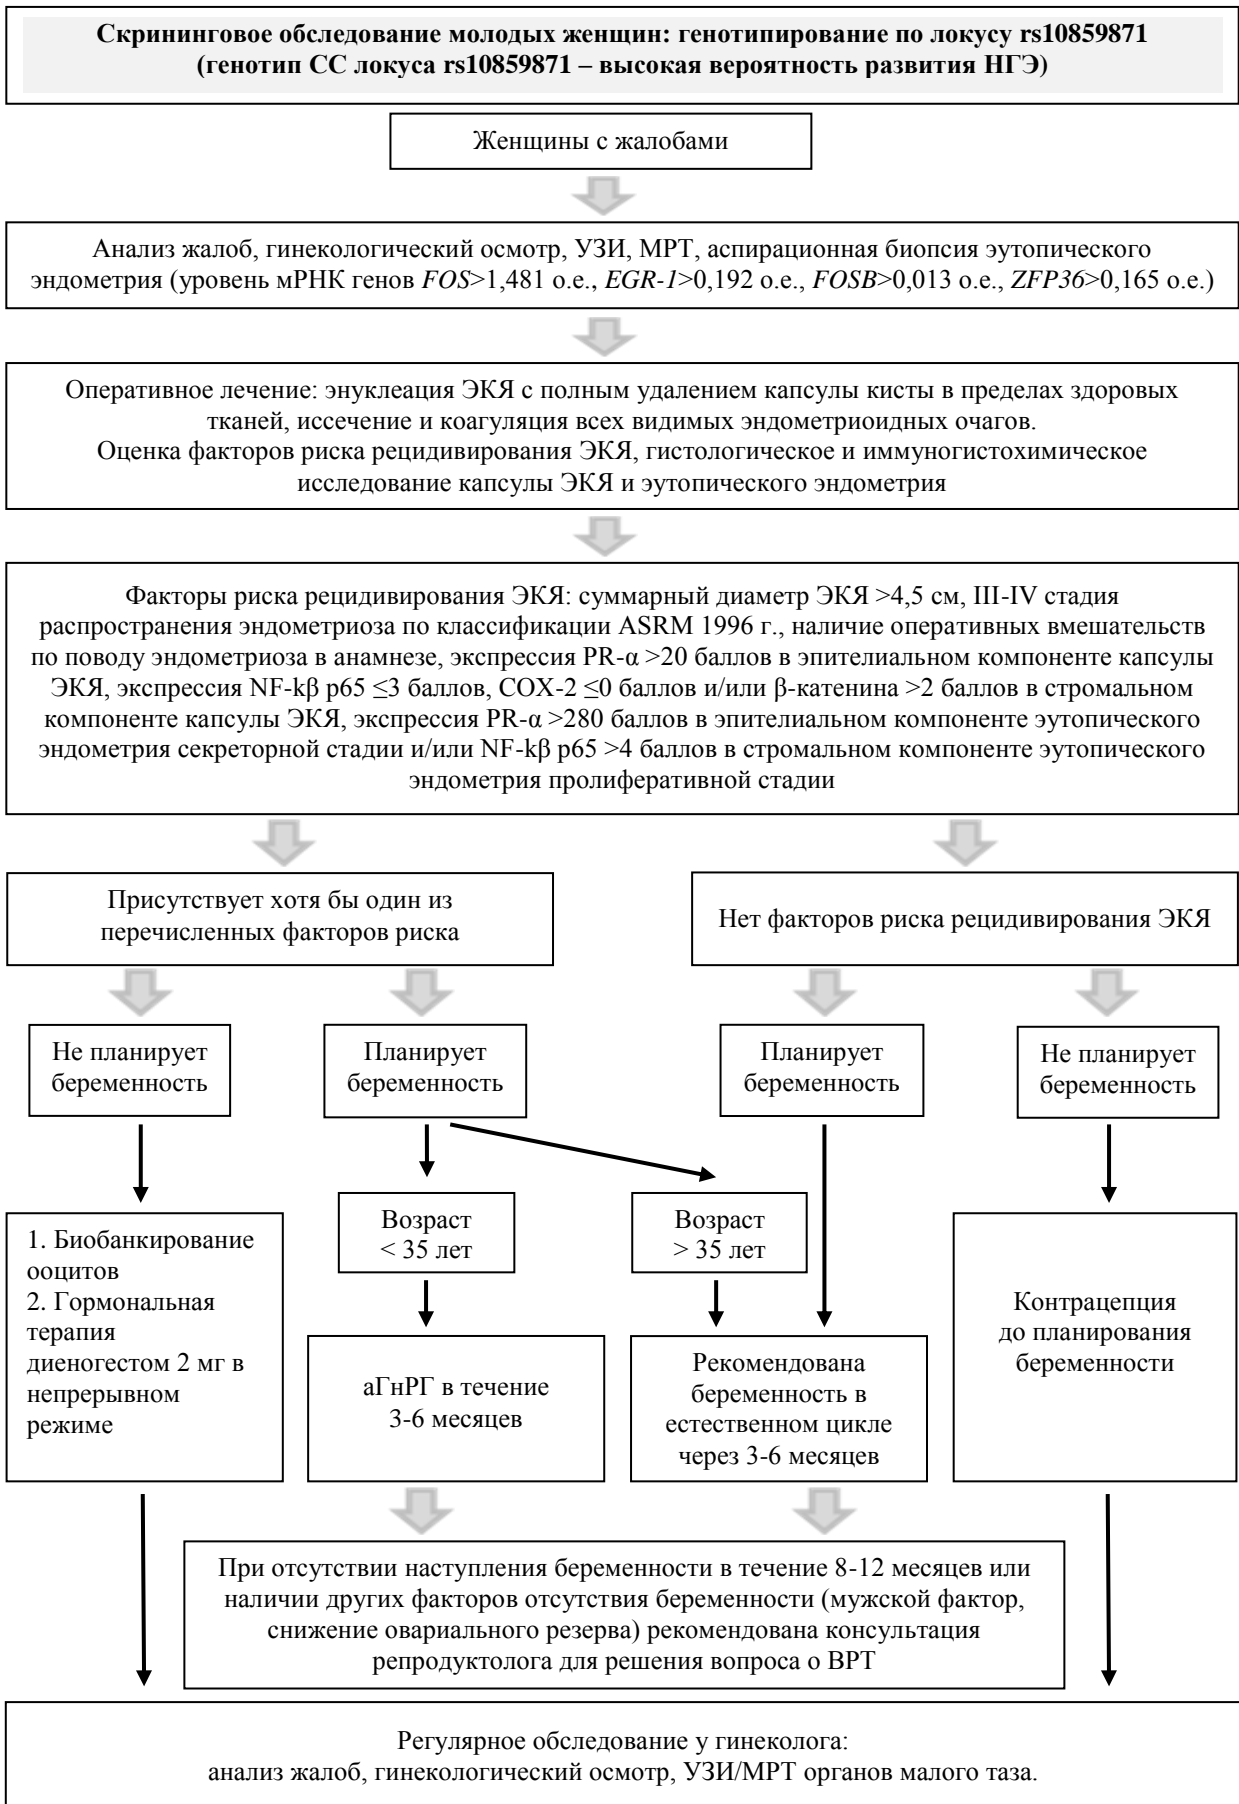 Скрининговое обследование молодых женщин: генотипирование по локусу rs10859871
(генотип CC локуса rs10859871 – высокая вероятность развития НГЭ)
Женщины с жалобами
Анализ жалоб, гинекологический осмотр, УЗИ, МРТ, аспирационная биопсия эутопического
эндометрия (уровень мРНК генов FOS>1,481 о.е., EGR-1>0,192 о.е., FOSB>0,013 о.е., ZFP36>0,165 о.е.)
Оперативное лечение: энуклеация ЭКЯ с полным удалением капсулы кисты в пределах здоровых
тканей, иссечение и коагуляция всех видимых эндометриоидных очагов.
Оценка факторов риска рецидивирования ЭКЯ, гистологическое и иммуногистохимическое
исследование капсулы ЭКЯ и эутопического эндометрия
Факторы риска рецидивирования ЭКЯ: суммарный диаметр ЭКЯ >4,5 см, III-IV стадия
распространения эндометриоза по классификации ASRM 1996 г., наличие оперативных вмешательств
по поводу эндометриоза в анамнезе, экспрессия PR-α >20 баллов в эпителиальном компоненте капсулы
ЭКЯ, экспрессия NF-kβ p65 ≤3 баллов, COX-2 ≤0 баллов и/или β-катенина >2 баллов в стромальном
компоненте капсулы ЭКЯ, экспрессия PR-α >280 баллов в эпителиальном компоненте эутопического
эндометрия секреторной стадии и/или NF-kβ p65 >4 баллов в стромальном компоненте эутопического
эндометрия пролиферативной стадии
Присутствует хотя бы один из
перечисленных факторов риска
Нет факторов риска рецидивирования ЭКЯ
Не планирует
беременность
Планирует
беременность
Планирует
беременность
Не планирует
беременность
Возраст
< 35 лет
Возраст
> 35 лет
1. Биобанкирование
ооцитов
2. Гормональная
терапия
диеногестом 2 мг в
непрерывном
режиме
аГнРГ в течение
3-6 месяцев
Рекомендована
беременность в
естественном цикле
через 3-6 месяцев
Контрацепция
до планирования
беременности
При отсутствии наступления беременности в течение 8-12 месяцев или
наличии других факторов отсутствия беременности (мужской фактор,
снижение овариального резерва) рекомендована консультация
репродуктолога для решения вопроса о ВРТ
Регулярное обследование у гинеколога:
анализ жалоб, гинекологический осмотр, УЗИ/МРТ органов малого таза.